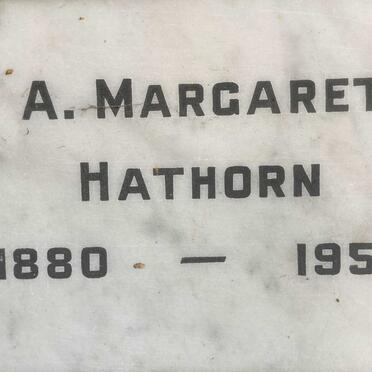 A. MARGARET
HATHORN
1880 — 195